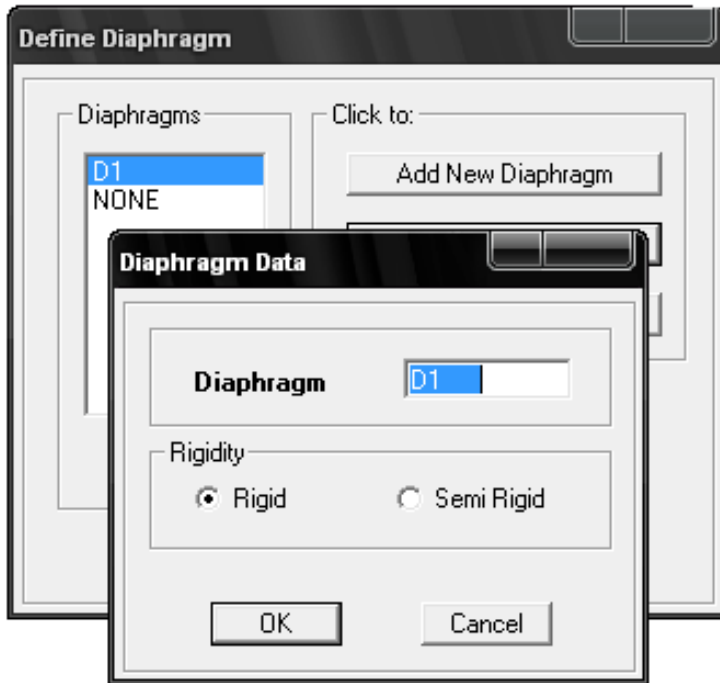 Define Diaphragm
Diaphragms
Click to:
D1
NONE
Add New Diaphragm
Diaphragm Data
Diaphragm
D1
Rigidity
Rigid
Semi Rigid
OK
Cancel